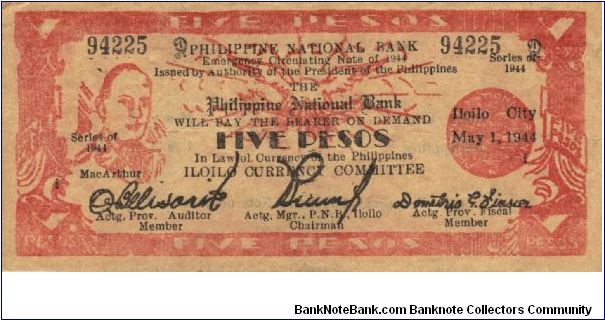 FIVE PESOS
94225 PHILIPPINE NATIONAL BANK 94225
Emergency Circulating Note of 1944
Series of 1944
Issued by Authority of the President of the Philippines
THE
Philippine National Bank
WILL PAY THE BEARER ON DEMAND
FIVE PESOS
In Lawful Currency of the Philippines
ILOILO CURRENCY COMMITTEE
Iloilo City
May 1, 1944
Series of
1944
MacArthur
Actg. Prov. Auditor
Member
Actg. Mgr., P.N.B., Iloilo
Chairman
Actg. Prov. Fiscal
Member
PESOS FIVE PESOS PESOS
BankNoteBank.com Banknote Collectors Community